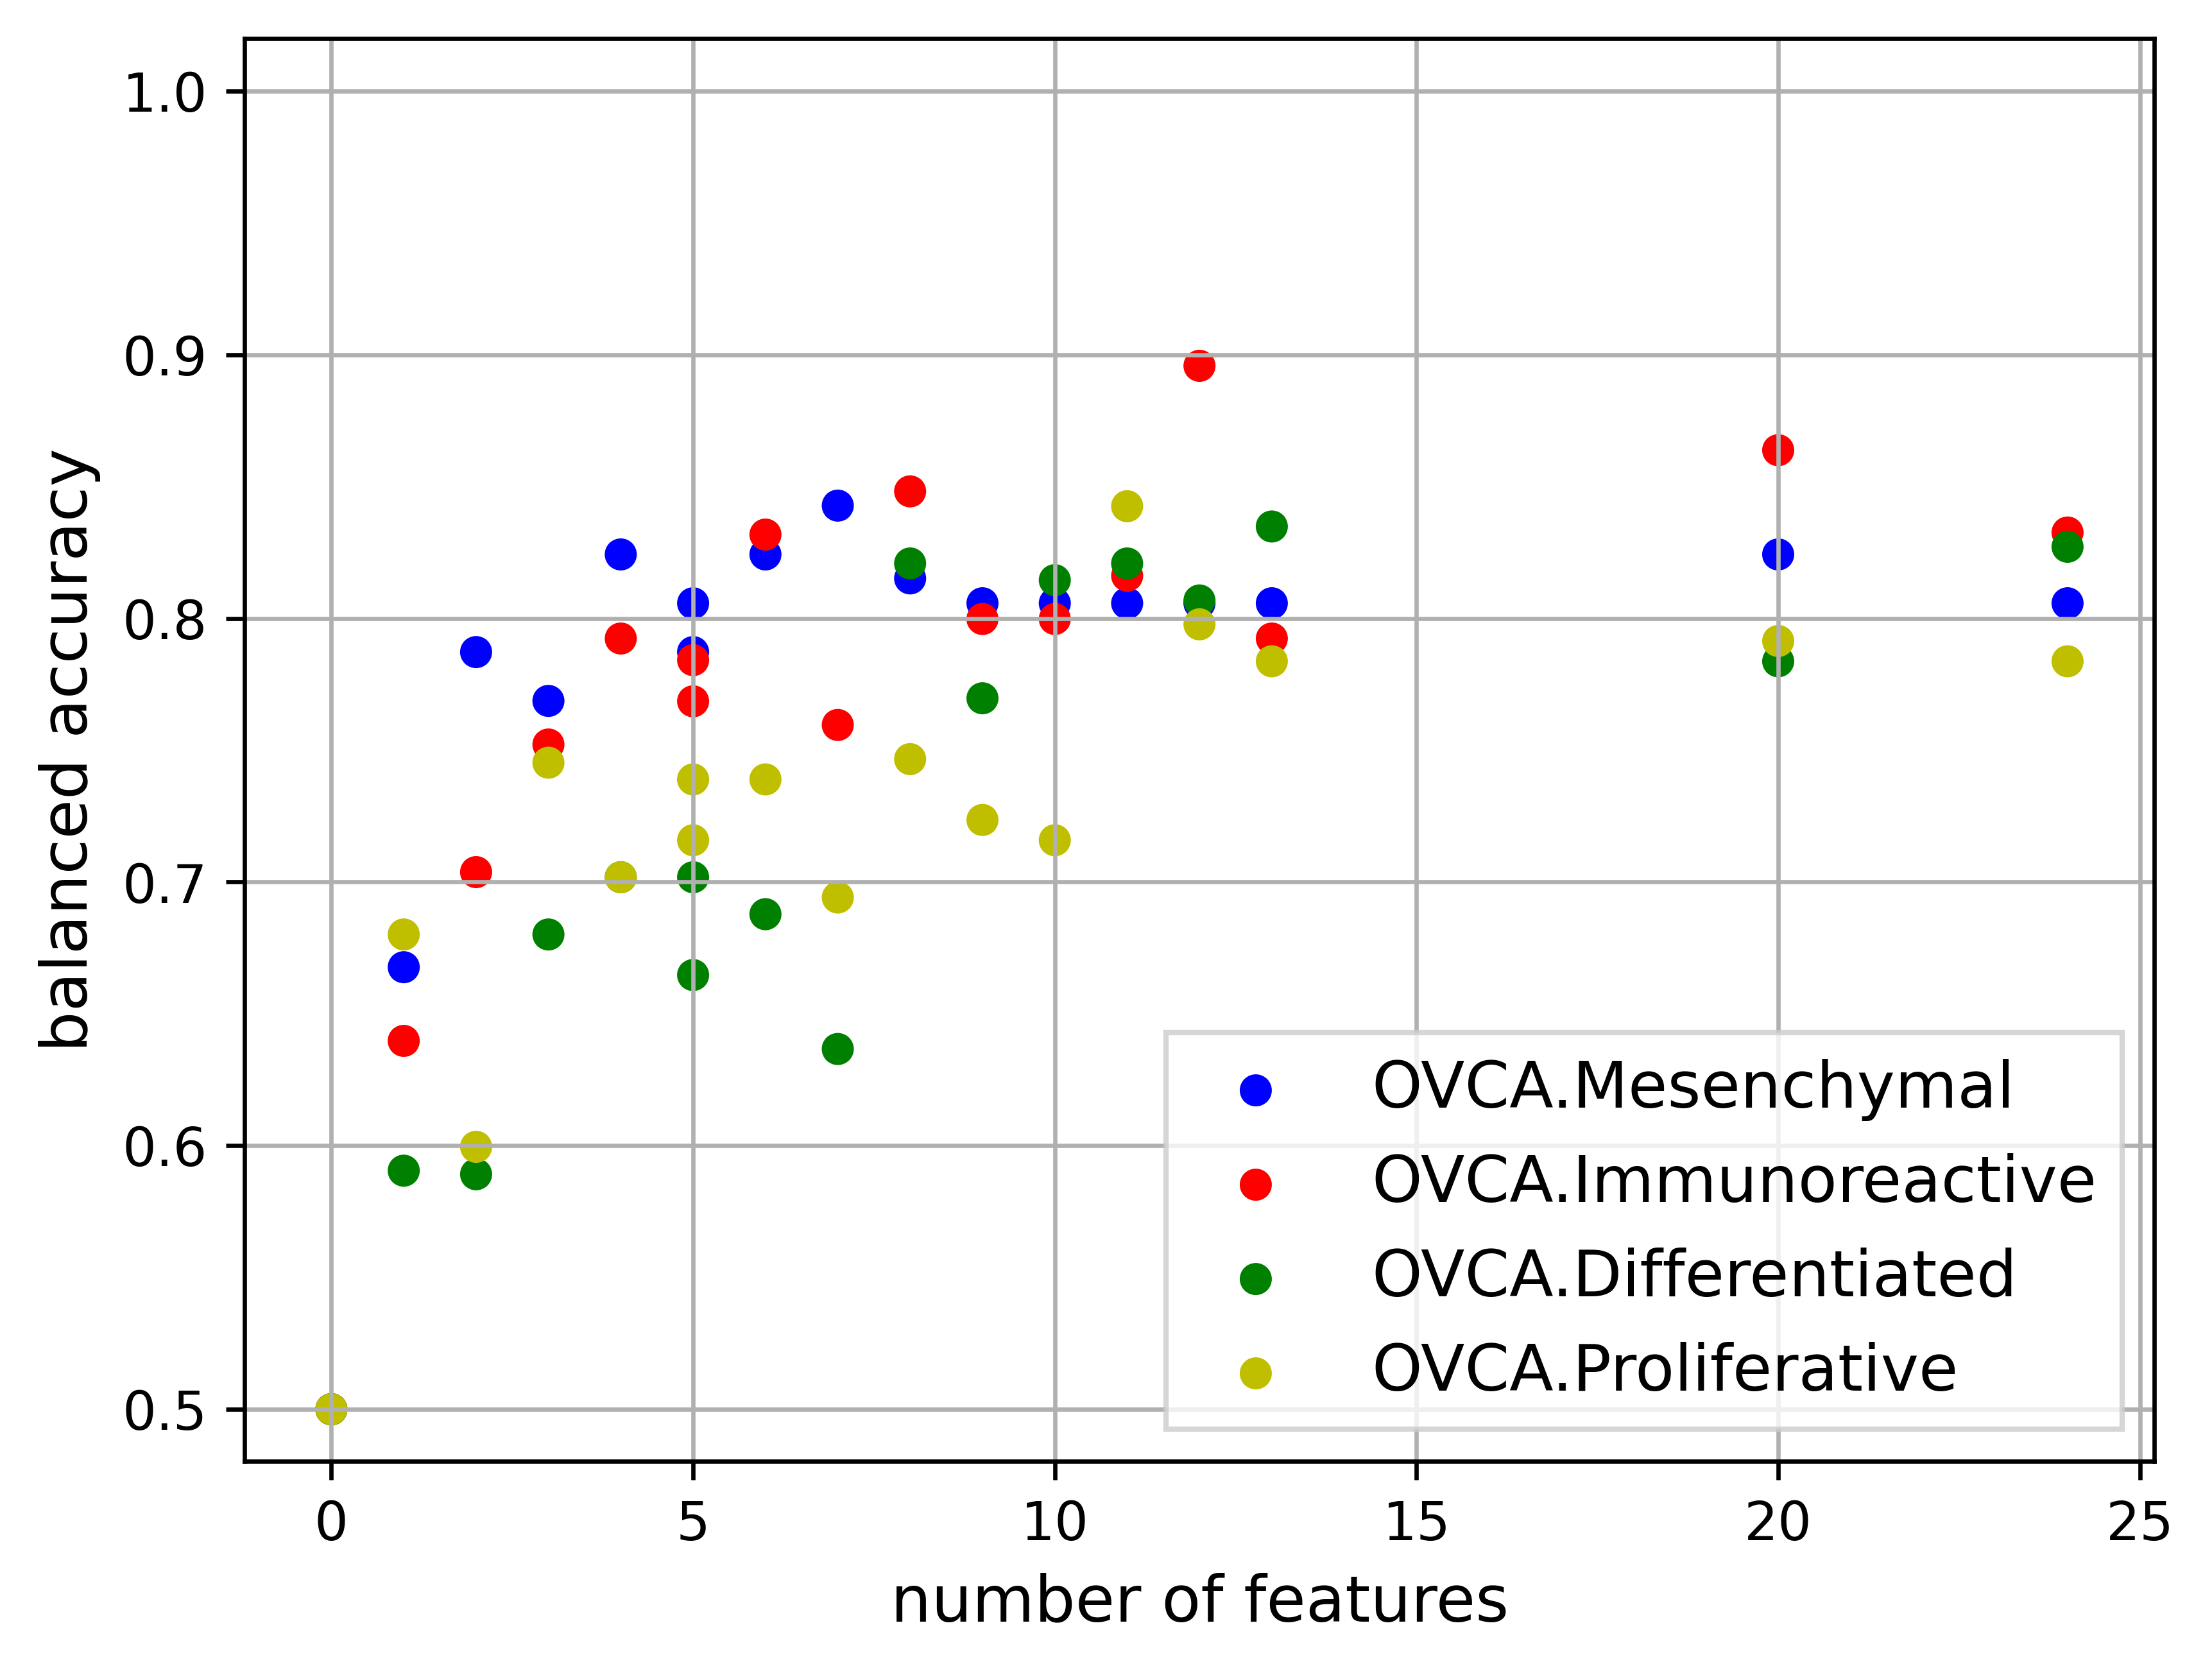 1.0
0.9
0.8
0.7
0.6
0.5
balanced accuracy
OVCA.Mesenchymal
OVCA.Immunoreactive
OVCA.Differentiated
OVCA.Proliferative
0 5 10 15 20 25
number of features